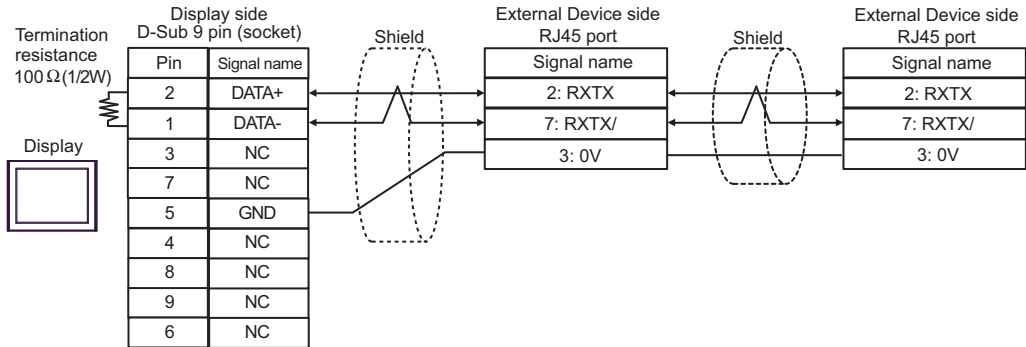 Termination
resistance
100Ω(1/2W)
Display
Display side
D-Sub 9 pin (socket)
Pin Signal name
2 DATA+
1 DATA-
3 NC
7 NC
5 GND
4 NC
8 NC
9 NC
6 NC
Shield
External Device side
RJ45 port
Signal name
2: RXTX
7: RXTX/
3: 0V
Shield
External Device side
RJ45 port
Signal name
2: RXTX
7: RXTX/
3: 0V